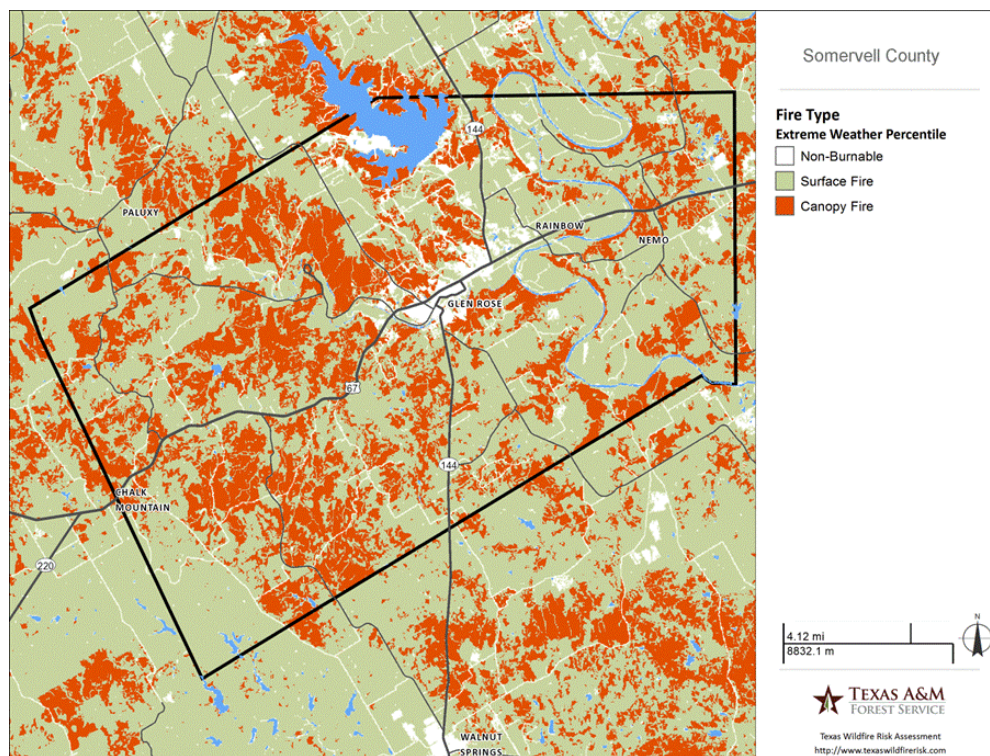 Somervell County
Fire Type
Extreme Weather Percentile
Non-Burnable
Surface Fire
Canopy Fire
144
PALUXY
RAINBOW
NEMO
GLEN ROSE
67
144
CHALK
MOUNTAIN
220
WALNUT
SPRINGS
N
4.12 mi
8832.1 m
TEXAS A&M
FOREST SERVICE
Texas Wildfire Risk Assessment
http://www.texaswildfirerisk.com